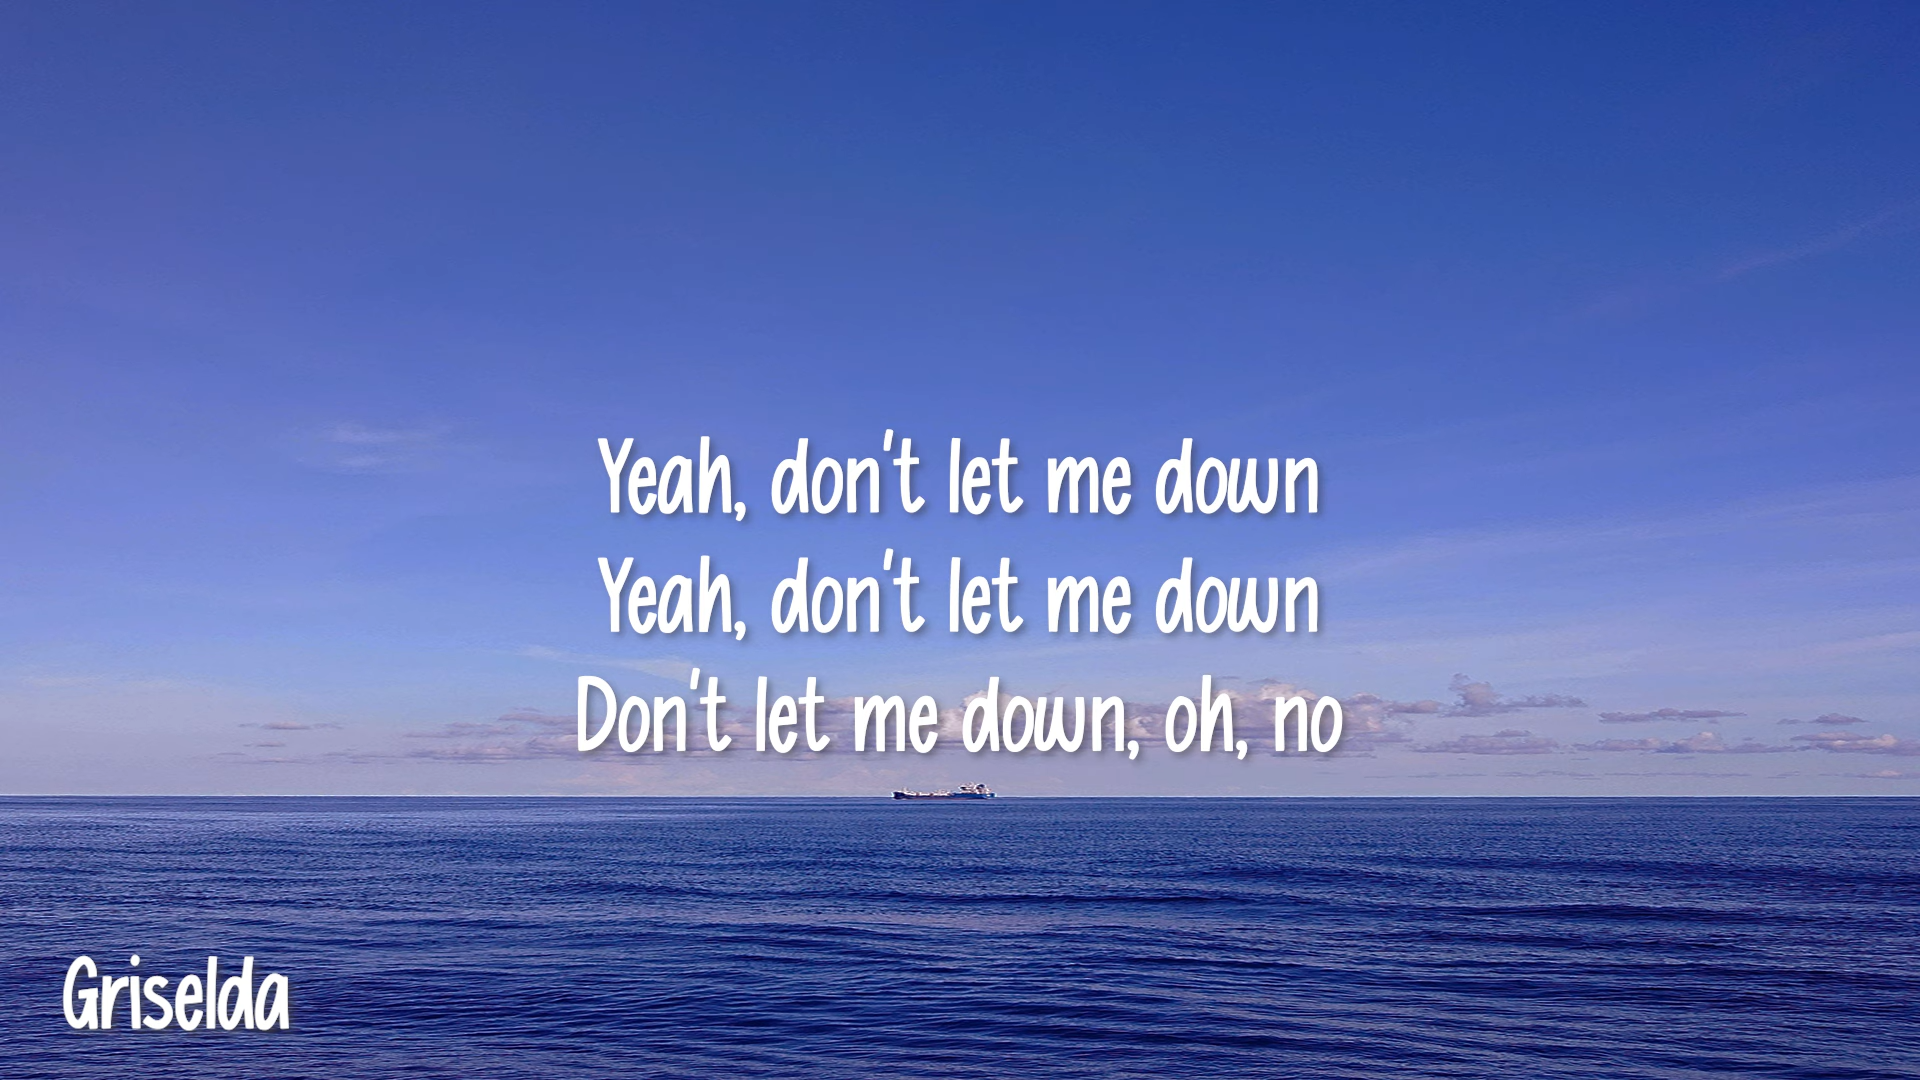 Yeah, don't let me down
Yeah, don't let me down
Don't let me down, oh, no
Griselda